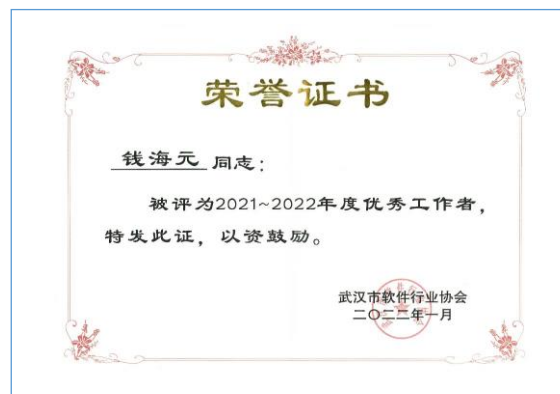 荣誉证书
钱海元 同志：
被评为2021~2022年度优秀工作者，
特发此证，以资鼓励。
武汉市软件行业协会
二〇二二年一月